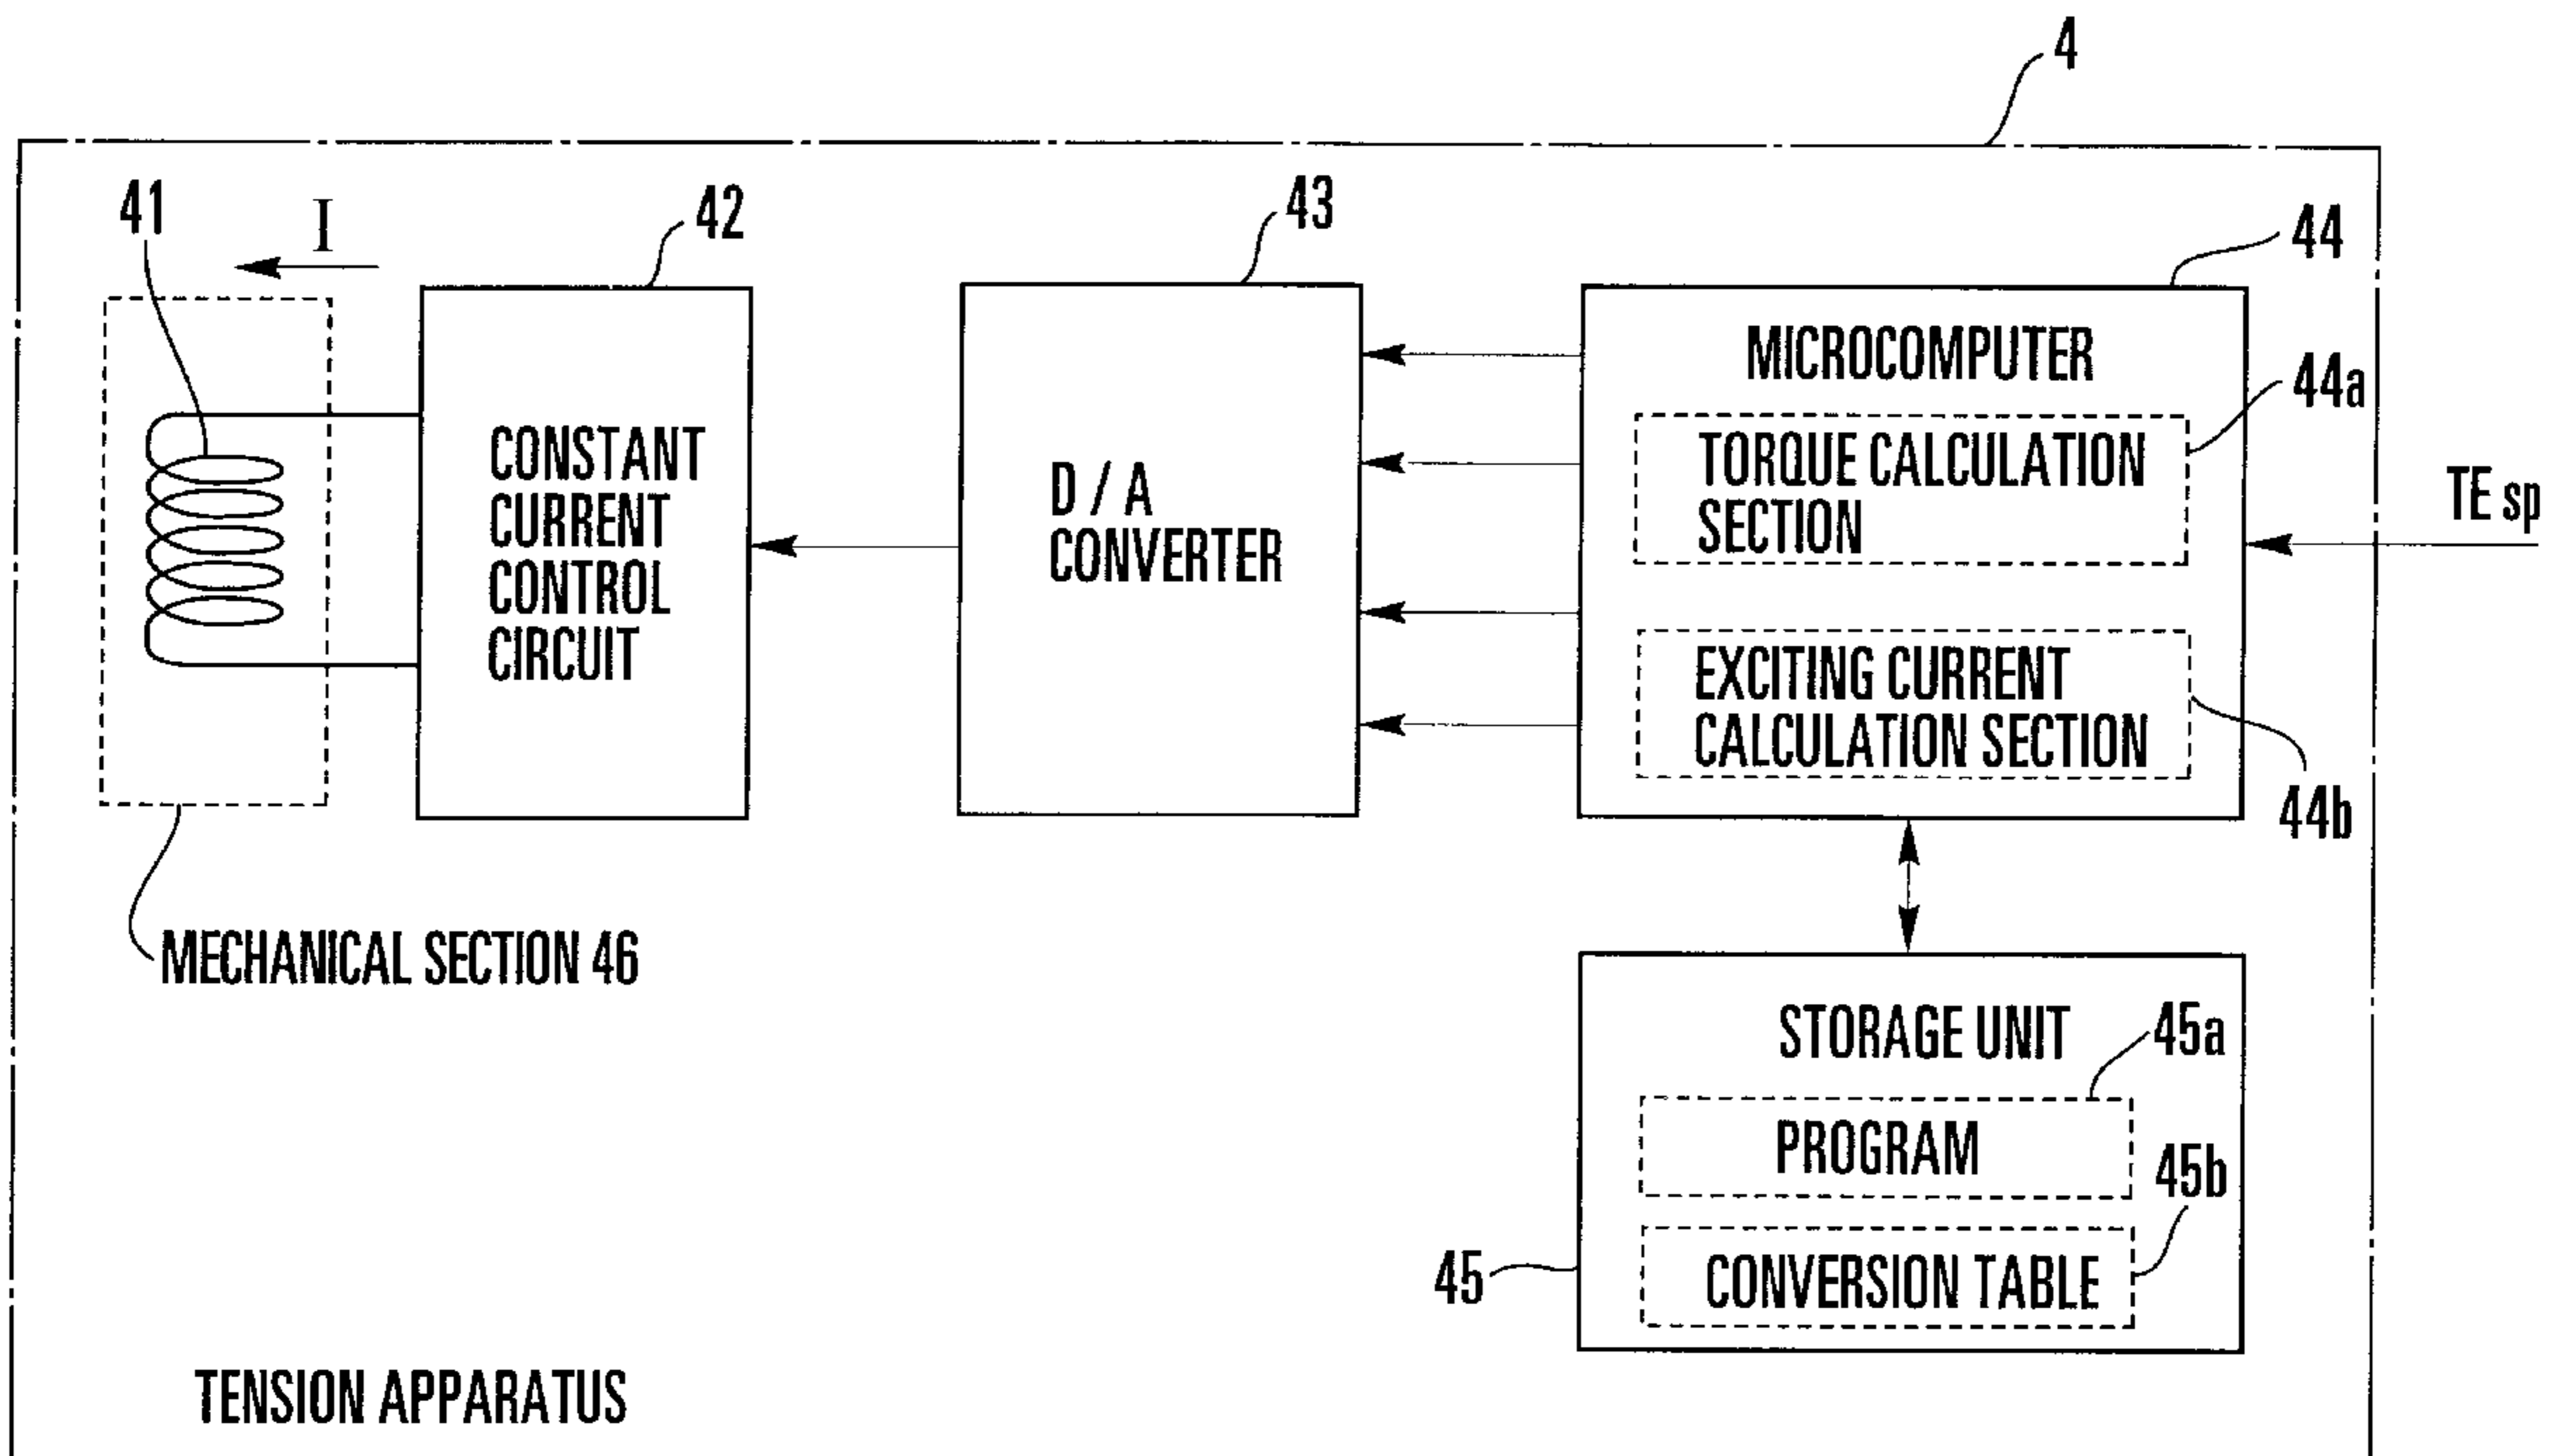 4
41
I
42
43
44
MICROCOMPUTER
44a
TORQUE CALCULATION
SECTION
TE sp
CONSTANT
CURRENT
CONTROL
CIRCUIT
D / A
CONVERTER
EXCITING CURRENT
CALCULATION SECTION
44b
MECHANICAL SECTION 46
STORAGE UNIT
45a
PROGRAM
45b
45
CONVERSION TABLE
TENSION APPARATUS